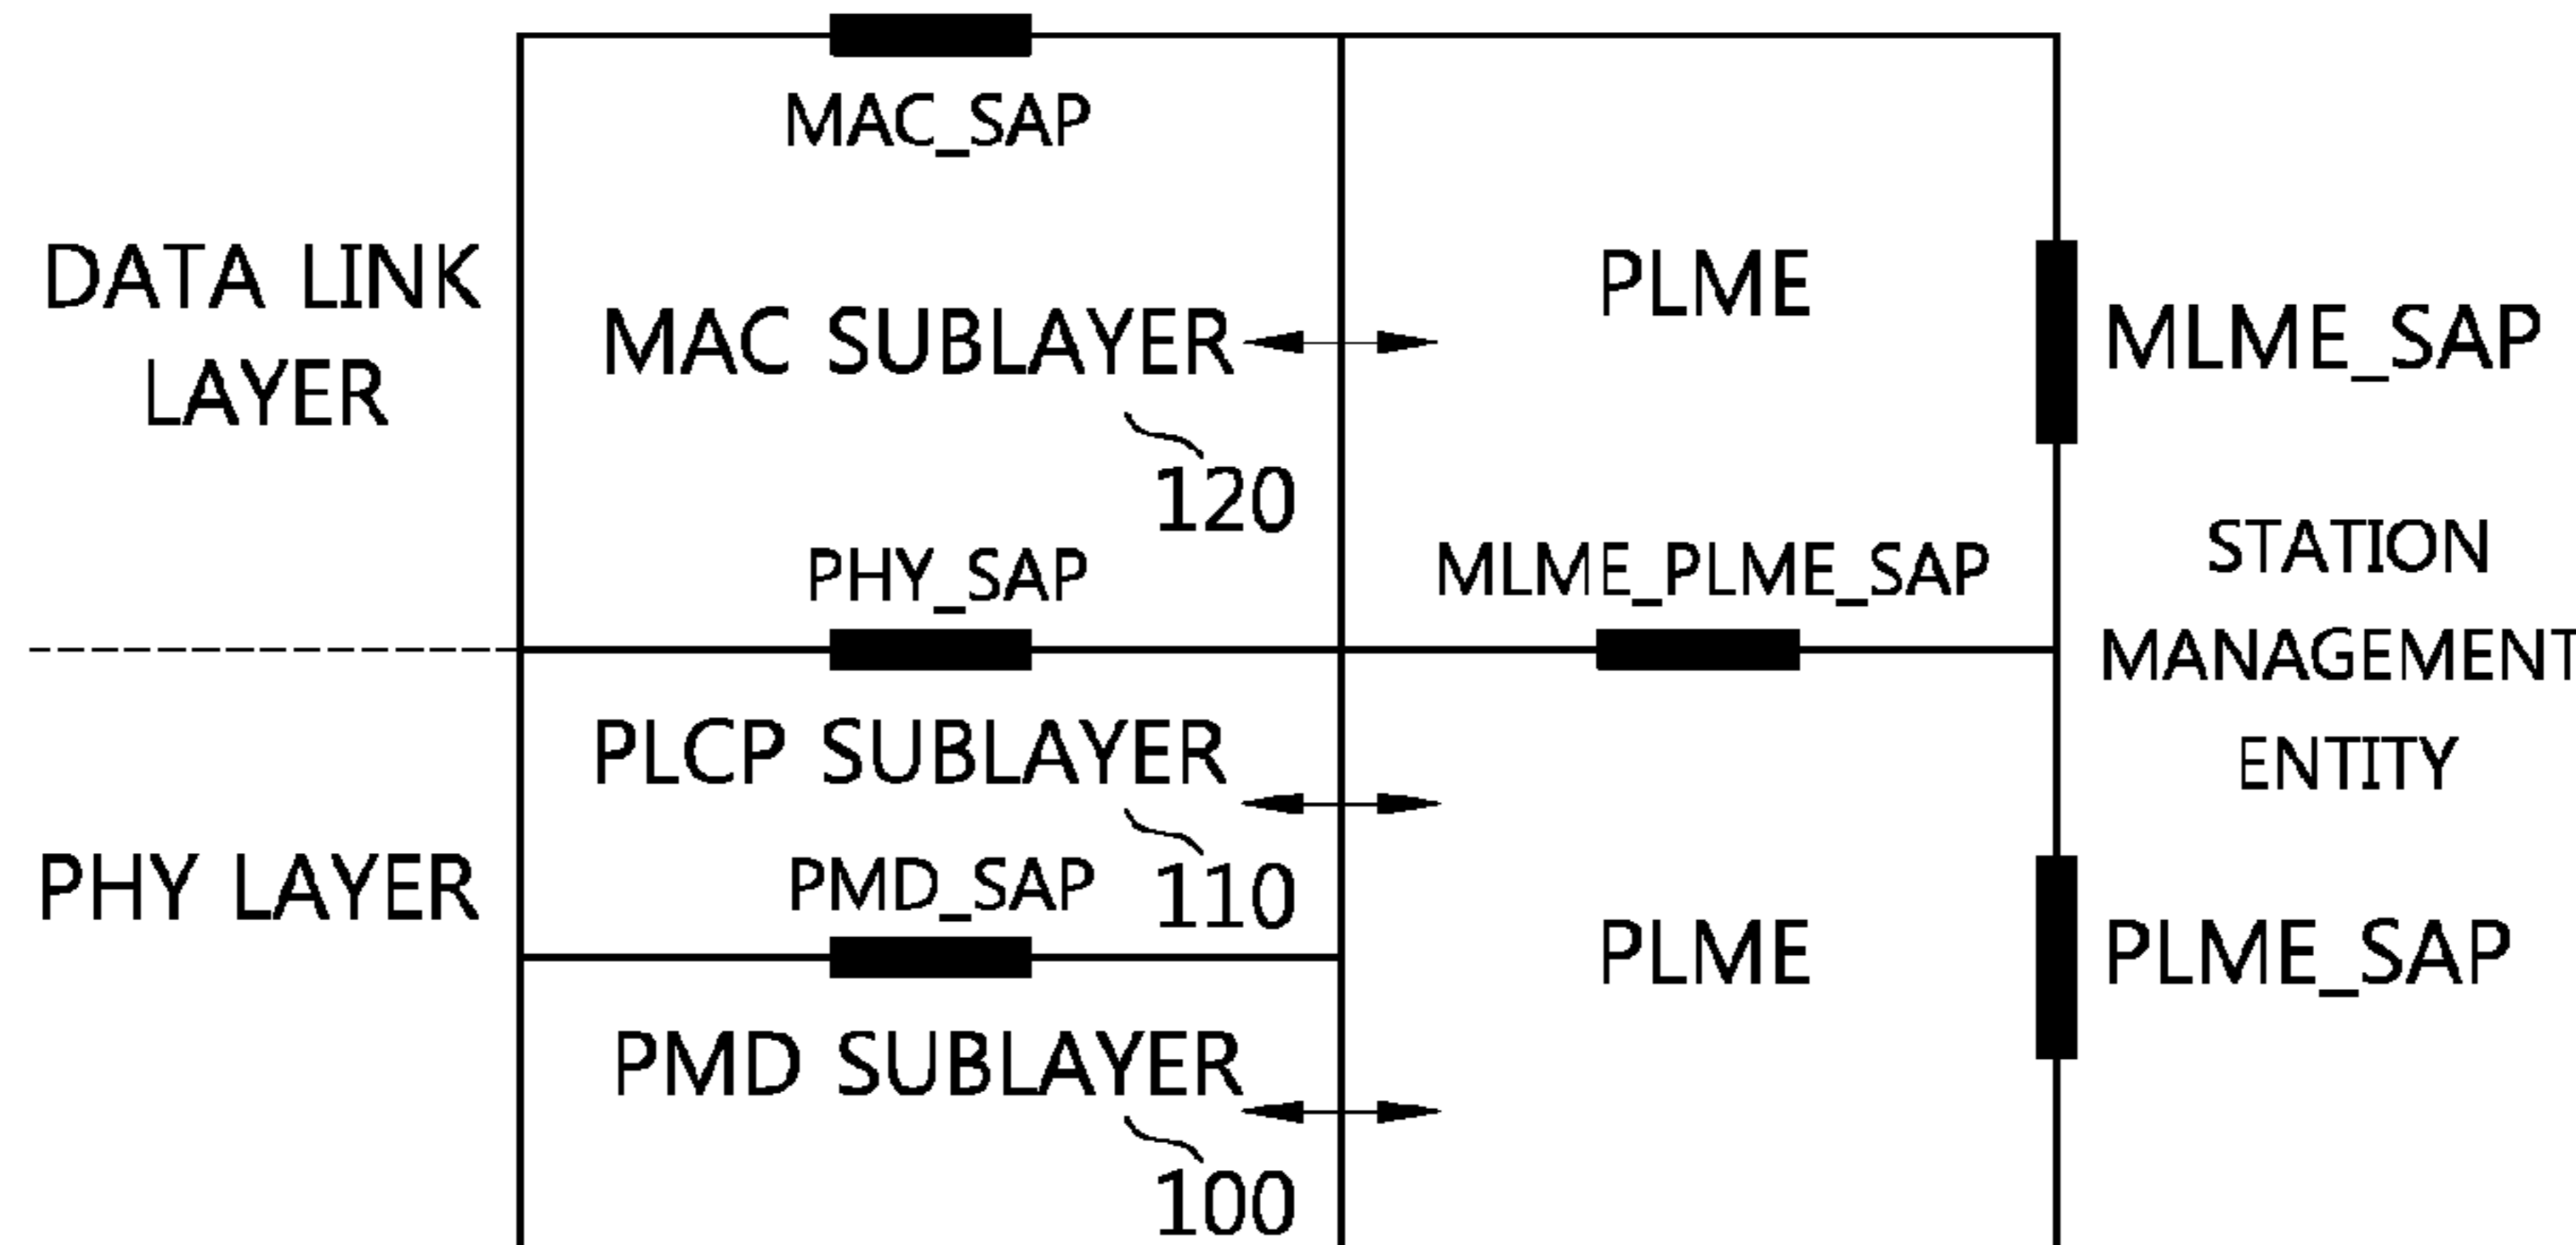 MAC_SAP
DATA LINK
LAYER
MAC SUBLAYER
120
PLME
MLME_SAP
PHY_SAP
MLME_PLME_SAP
STATION
MANAGEMENT
ENTITY
PHY LAYER
PLCP SUBLAYER
110
PMD_SAP
PMD SUBLAYER
100
PLME
PLME_SAP